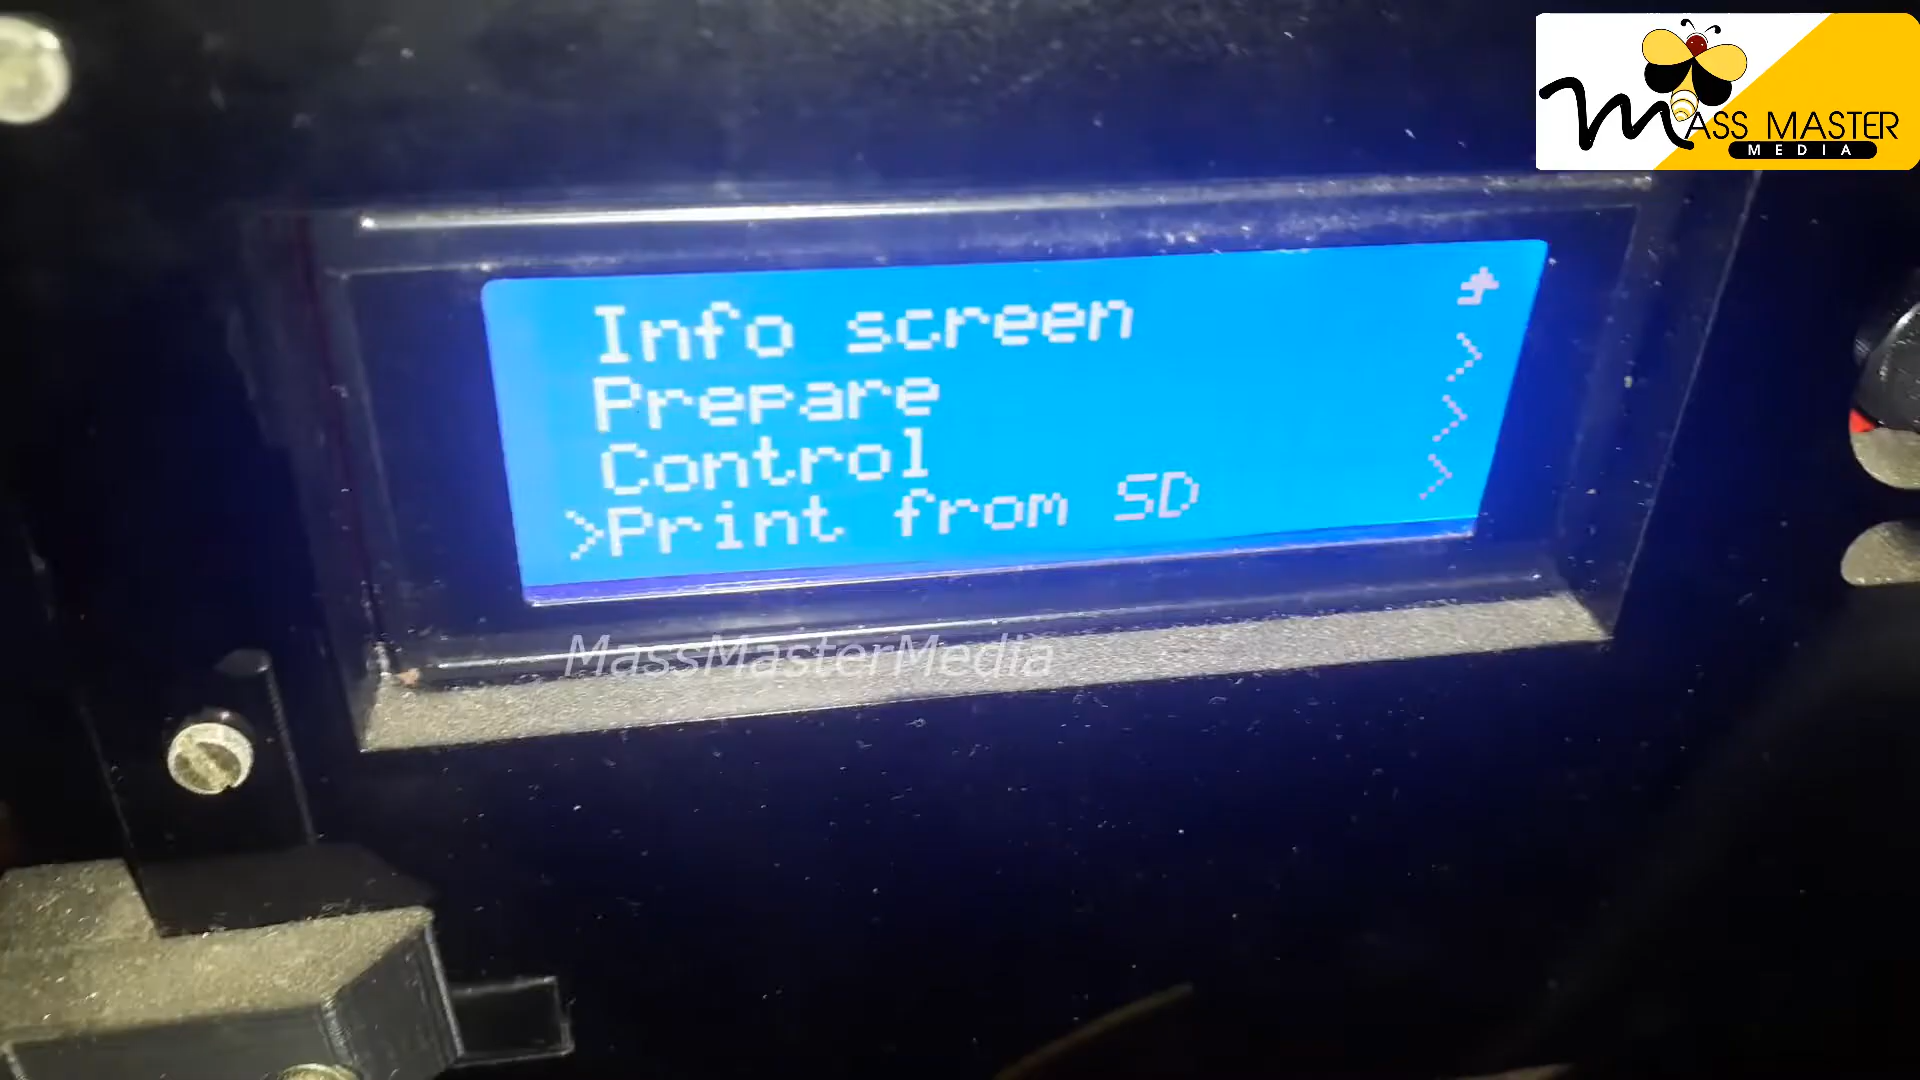 MASS MASTER
MEDIA
Info screen
Prepare
Control
>Print from SD
MassMasterMedia